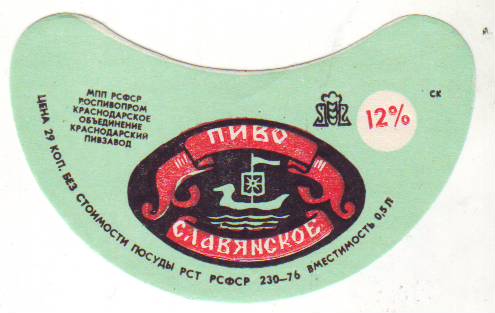 МПП РСФСР
РОСПИВОПРОМ
КРАСНОДАРСКОЕ
ОБЪЕДИНЕНИЕ
КРАСНОДАРСКИЙ
ПИВЗАВОД
СК
12%
ПИВО
СЛАВЯНСКОЕ
ЦЕНА 29 КОП. БЕЗ СТОИМОСТИ ПОСУДЫ РСТ РСФСР 230—76 ВМЕСТИМОСТЬ 0,5 Л